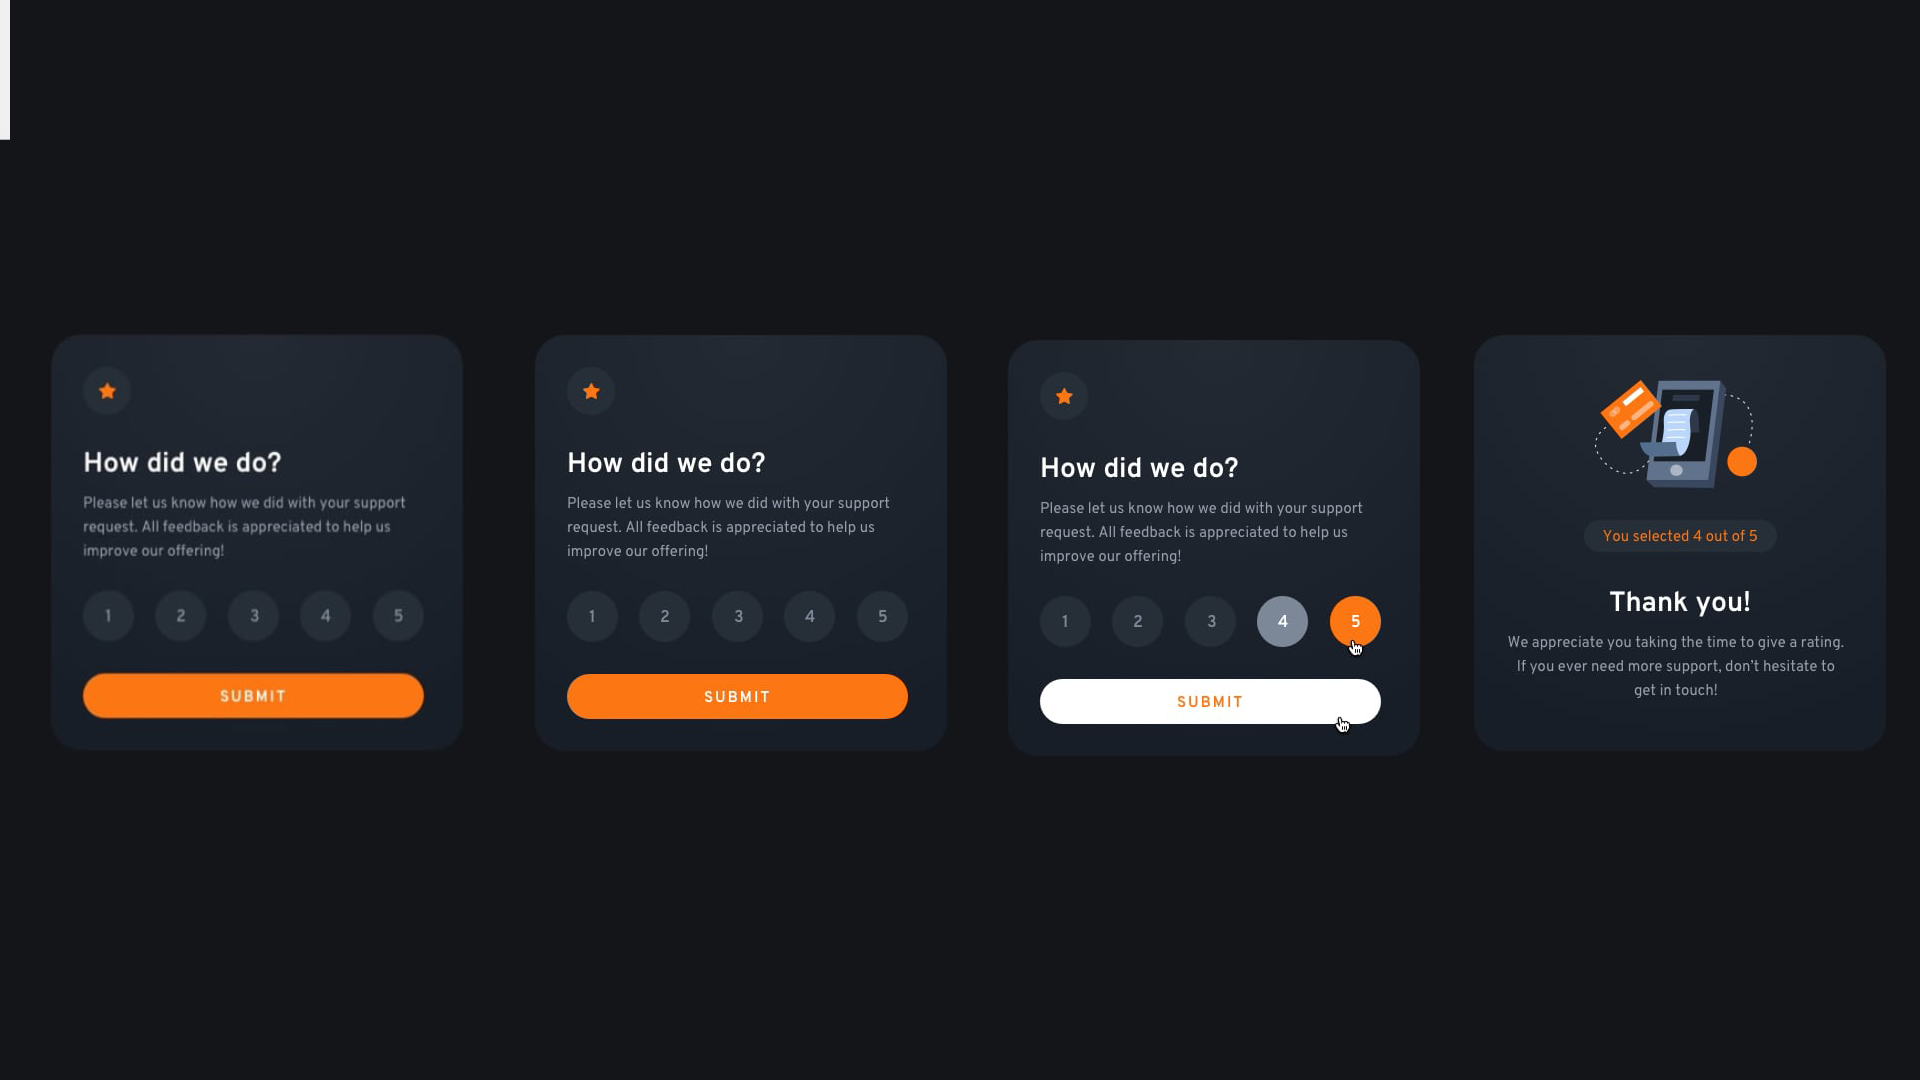 How did we do?
Please let us know how we did with your support
request. All feedback is appreciated to help us
improve our offering!
1 2 3 4 5
SUBMIT
How did we do?
Please let us know how we did with your support
request. All feedback is appreciated to help us
improve our offering!
1 2 3 4 5
SUBMIT
How did we do?
Please let us know how we did with your support
request. All feedback is appreciated to help us
improve our offering!
1 2 3 4 5
SUBMIT
You selected 4 out of 5
Thank you!
We appreciate you taking the time to give a rating.
If you ever need more support, don’t hesitate to
get in touch!